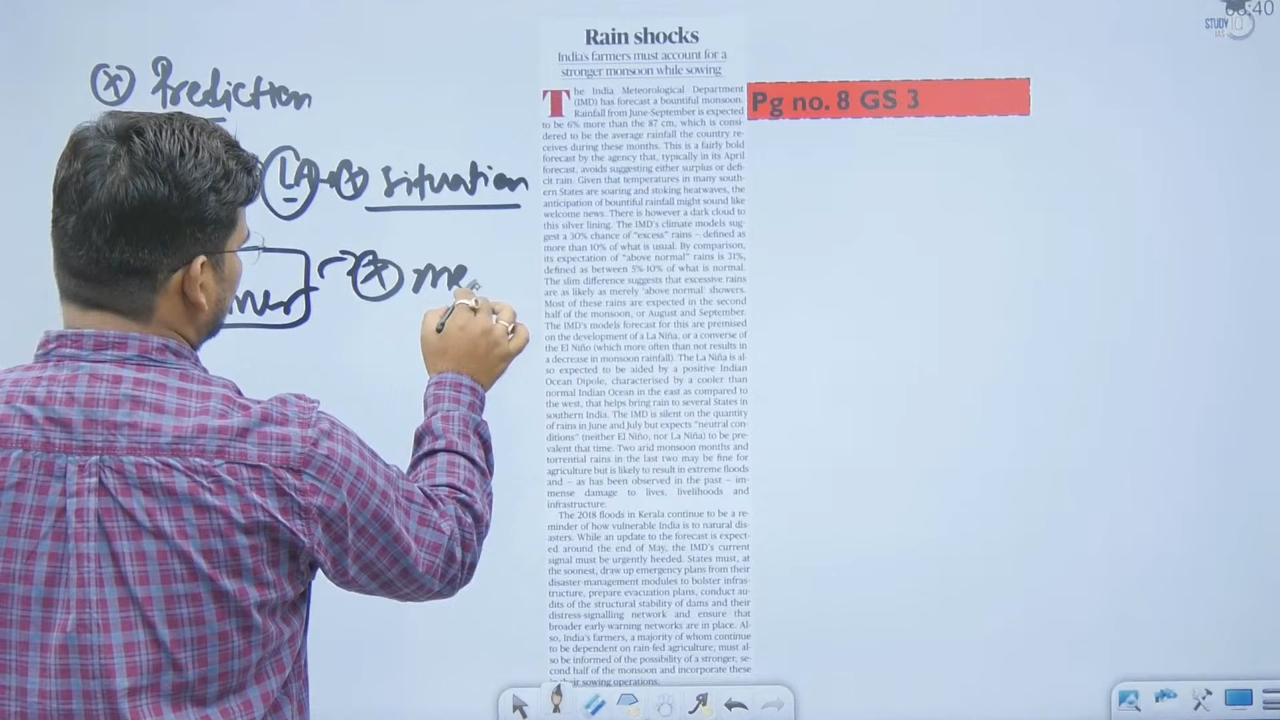 06:40
STUDY IQ
IAS
Prediction
LA
Situation
me
Rain shocks
India's farmers must account for a
stronger monsoon while sowing
Pg no. 8 GS 3
The India Meteorological Department
(IMD) has forecast a bountiful monsoon.
Rainfall from June-September is expected
to be 6% more than the 87 cm, which is consi-
dered to be the average rainfall the country re-
ceives during these months. This is a fairly bold
forecast by the agency that, typically in its April
forecast, avoids suggesting either surplus or defi-
cit rain. Given that temperatures in many south-
ern States are soaring and stoking heatwaves, the
anticipation of bountiful rainfall might sound like
welcome news. There is however a dark cloud to
this silver lining. The IMD's climate models sug-
gest a 30% chance of "excess" rains – defined as
more than 10% of what is usual. By comparison,
its expectation of "above normal" rains is 31%,
defined as between 5%-10% of what is normal.
The slim difference suggests that excessive rains
are as likely as merely 'above normal' showers.
Most of these rains are expected in the second
half of the monsoon, or August and September.
The IMD's models forecast for this are premised
on the development of a La Niña, or a converse of
the El Niño (which more often than not results in
a decrease in monsoon rainfall). The La Niña is al-
so expected to be aided by a positive Indian
Ocean Dipole, characterised by a cooler than
normal Indian Ocean in the east as compared to
the west, that helps bring rain to several States in
southern India. The IMD is silent on the quantity
of rains in June and July but expects "neutral con-
ditions" (neither El Niño, nor La Niña) to be pre-
valent that time. Two arid monsoon months and
torrential rains in the last two may be fine for
agriculture but is likely to result in extreme floods
and – as has been observed in the past – im-
mense damage to lives, livelihoods and
infrastructure.
The 2018 floods in Kerala continue to be a re-
minder of how vulnerable India is to natural dis-
asters. While an update to the forecast is expect-
ed around the end of May, the IMD's current
signal must be urgently heeded. States must, at
the soonest, draw up emergency plans from their
disaster-management modules to bolster infras-
tructure, prepare evacuation plans, conduct au-
dits of the structural stability of dams and their
distress-signalling network and ensure that
broader early-warning networks are in place. Al-
so, India's farmers, a majority of whom continue
to be dependent on rain-fed agriculture, must al-
so be informed of the possibility of a stronger, se-
cond half of the monsoon and incorporate these
in their sowing operations.